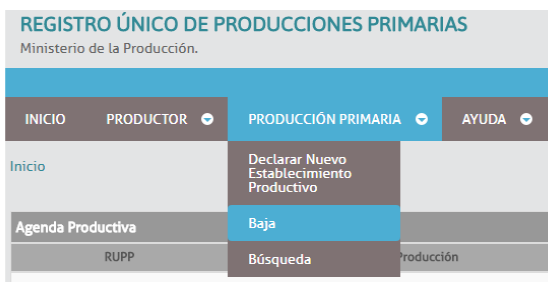 REGISTRO ÚNICO DE PRODUCCIONES PRIMARIAS
Ministerio de la Producción.
INICIO PRODUCTOR PRODUCCIÓN PRIMARIA AYUDA
Inicio
Declarar Nuevo
Establecimiento
Productivo
Agenda Productiva
Baja
RUPP
Búsqueda
Producción